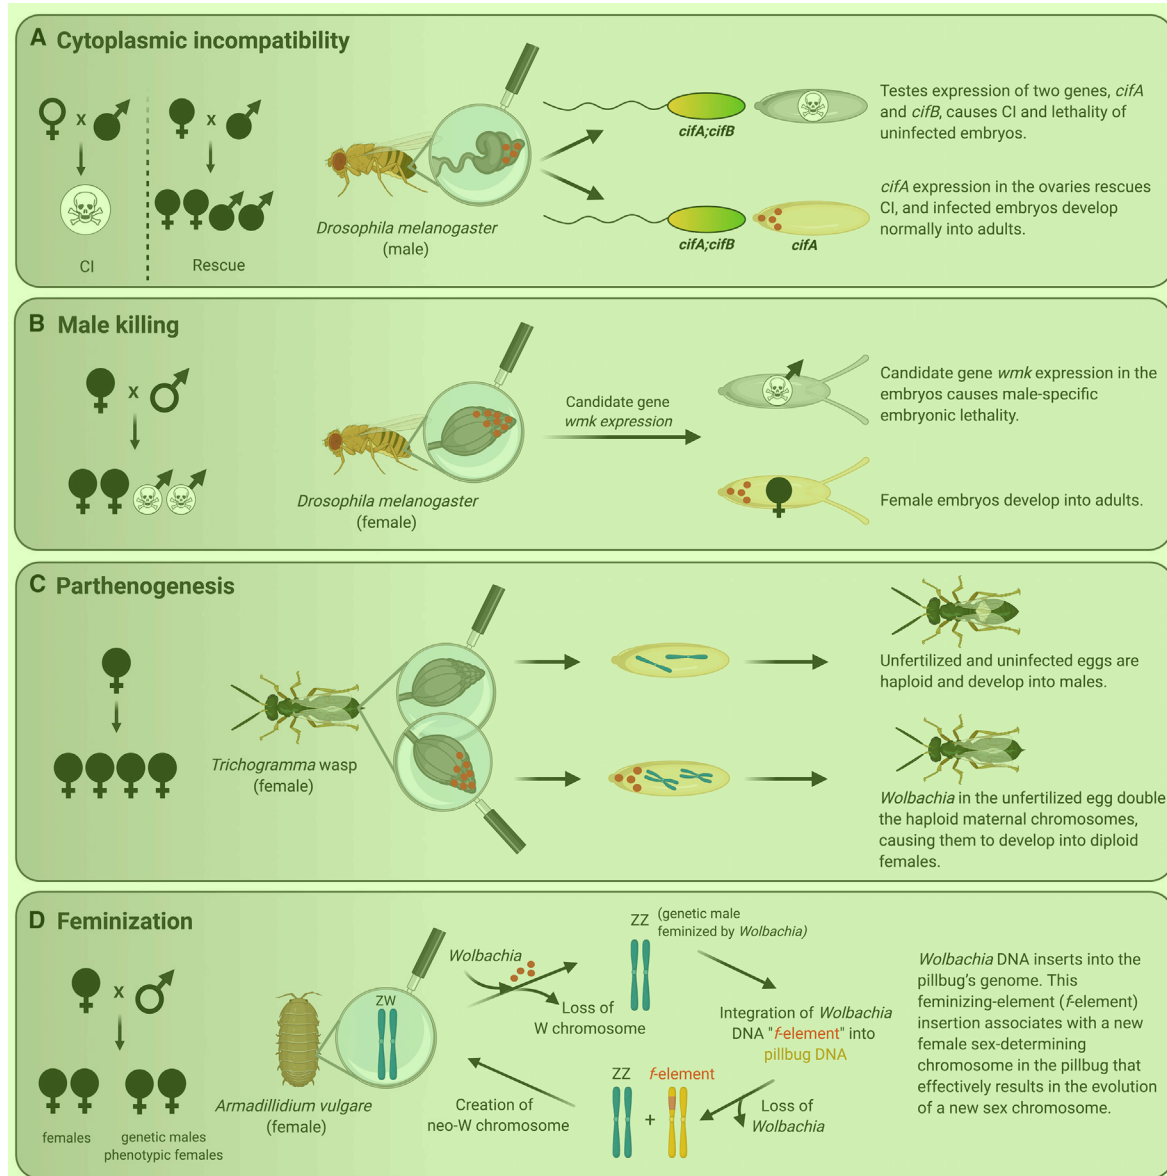 A Cytoplasmic incompatibility
x
x
CI
Rescue
Drosophila melanogaster
(male)
cifA;cifB
cifA;cifB
cifA
Testes expression of two genes, cifA
and cifB, causes CI and lethality of
uninfected embryos.
cifA expression in the ovaries rescues
CI, and infected embryos develop
normally into adults.
B Male killing
x
Drosophila melanogaster
(female)
Candidate gene
wmk expression
Candidate gene wmk expression in the
embryos causes male-specific
embryonic lethality.
Female embryos develop into adults.
C Parthenogenesis
Trichogramma wasp
(female)
Unfertilized and uninfected eggs are
haploid and develop into males.
Wolbachia in the unfertilized egg double
the haploid maternal chromosomes,
causing them to develop into diploid
females.
D Feminization
x
females
genetic males
phenotypic females
Armadillidium vulgare
(female)
ZW
Wolbachia
Loss of
W chromosome
ZZ (genetic male
feminized by Wolbachia)
Integration of Wolbachia
DNA "f-element" into
pillbug DNA
Loss of
Wolbachia
ZZ
+
f-element
Creation of
neo-W chromosome
Wolbachia DNA inserts into the
pillbug's genome. This
feminizing-element (f-element)
insertion associates with a new
female sex-determining
chromosome in the pillbug that
effectively results in the evolution
of a new sex chromosome.